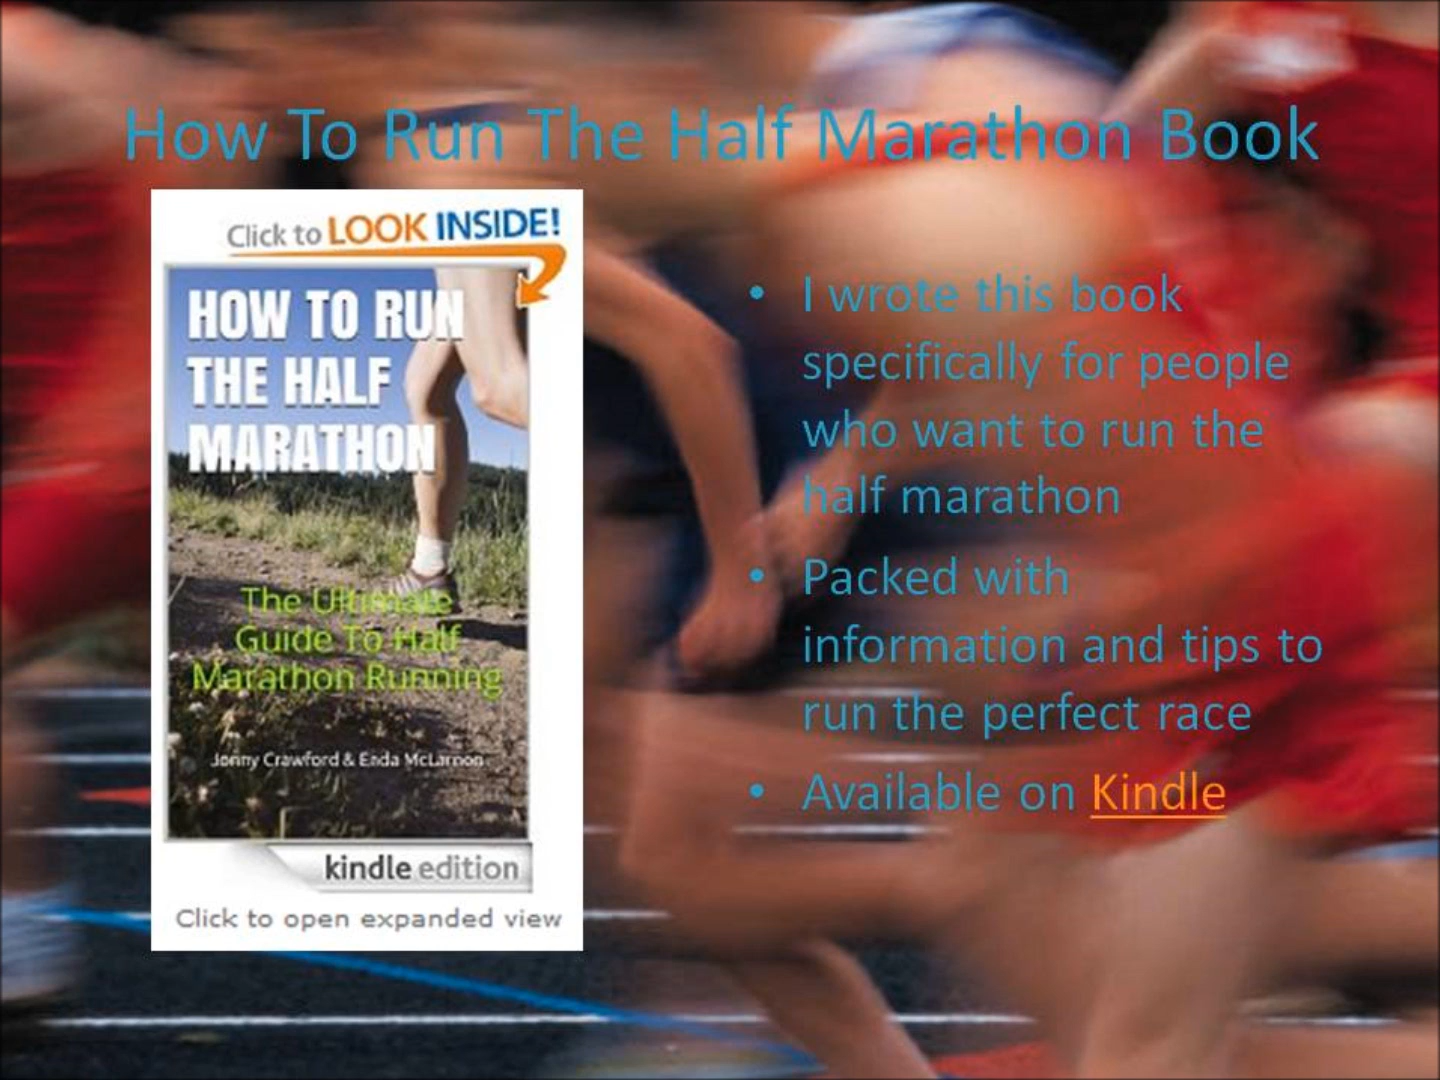 How To Run The Half Marathon Book
Click to LOOK INSIDE!
HOW TO RUN
THE HALF
MARATHON
The Ultimate
Guide To Half
Marathon Running
Jonny Crawford & Enda McLarnon
kindle edition
Click to open expanded view
• I wrote this book
specifically for people
who want to run the
half marathon
• Packed with
information and tips to
run the perfect race
• Available on Kindle